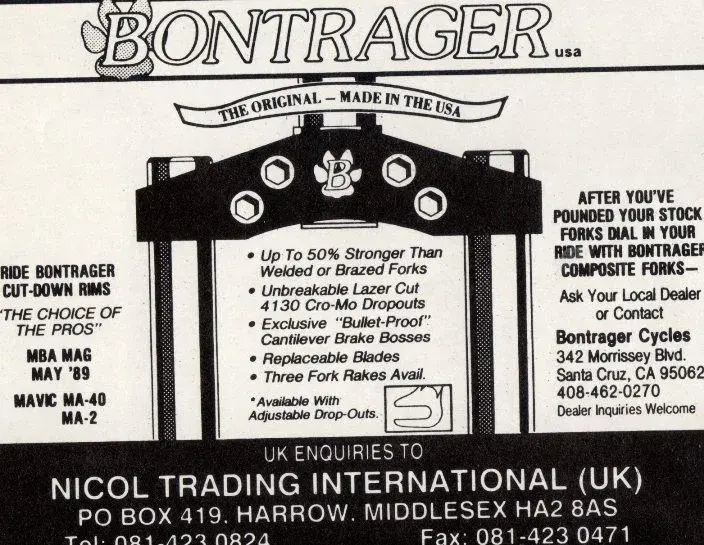 BONTRAGER
usa
THE ORIGINAL – MADE IN THE USA
B
RIDE BONTRAGER
CUT-DOWN RIMS
"THE CHOICE OF
THE PROS"
MBA MAG
MAY '89
MAVIC MA-40
MA-2
• Up To 50% Stronger Than
Welded or Brazed Forks
• Unbreakable Lazer Cut
4130 Cro-Mo Dropouts
• Exclusive "Bullet-Proof"
Cantilever Brake Bosses
• Replaceable Blades
• Three Fork Rakes Avail.
*Available With
Adjustable Drop-Outs.
AFTER YOU'VE
POUNDED YOUR STOCK
FORKS DIAL IN YOUR
RIDE WITH BONTRAGER
COMPOSITE FORKS—
Ask Your Local Dealer
or Contact
Bontrager Cycles
342 Morrissey Blvd.
Santa Cruz, CA 95062
408-462-0270
Dealer Inquiries Welcome
UK ENQUIRIES TO
NICOL TRADING INTERNATIONAL (UK)
PO BOX 419. HARROW. MIDDLESEX HA2 8AS
Tel: 081-423 0824 Fax: 081-423 0471